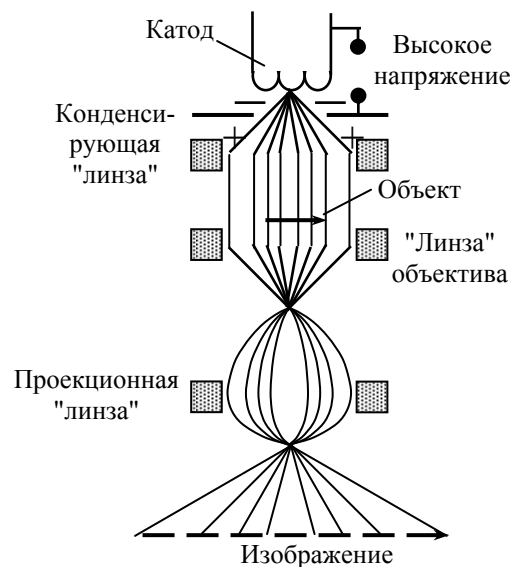 Катод
Высокое
напряжение
Конденси-
рующая
"линза"
Объект
"Линза"
объектива
Проекционная
"линза"
Изображение